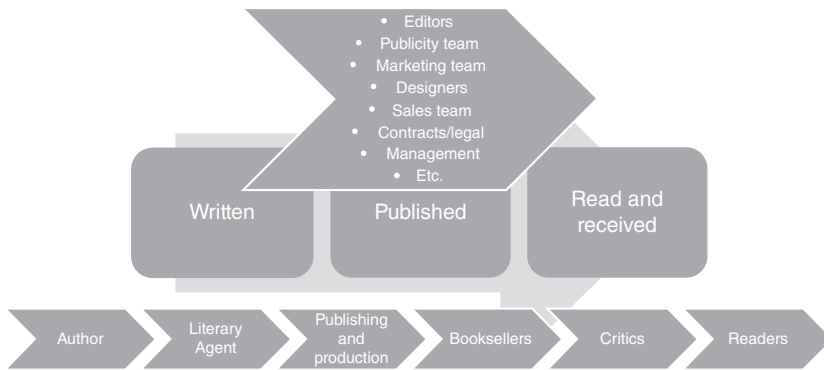 • Editors
• Publicity team
• Marketing team
• Designers
• Sales team
• Contracts/legal
• Management
• Etc.
Written
Published
Read and
received
Author
Literary
Agent
Publishing
and
production
Booksellers
Critics
Readers